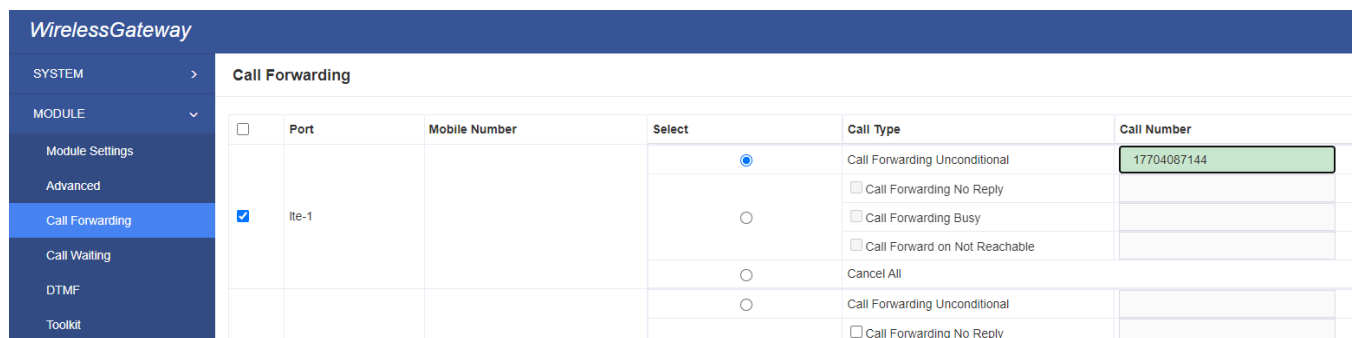 WirelessGateway
SYSTEM
Call Forwarding
MODULE
Port Mobile Number Select Call Type Call Number
Module Settings
Call Forwarding Unconditional 17704087144
Advanced
Call Forwarding No Reply
Call Forwarding
lte-1
Call Forwarding Busy
Call Waiting
Call Forward on Not Reachable
Cancel All
DTMF
Call Forwarding Unconditional
Toolkit
Call Forwarding No Reply